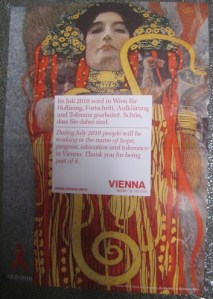 Im Juli 2010 wird in Wien für
Hoffnung, Fortschritt, Aufklärung
und Toleranz gearbeitet. Schön,
dass Sie dabei sind.
During July 2010 people will be
working in the name of hope,
progress, education and tolerance
in Vienna. Thank you for being
part of it.
VIENNA